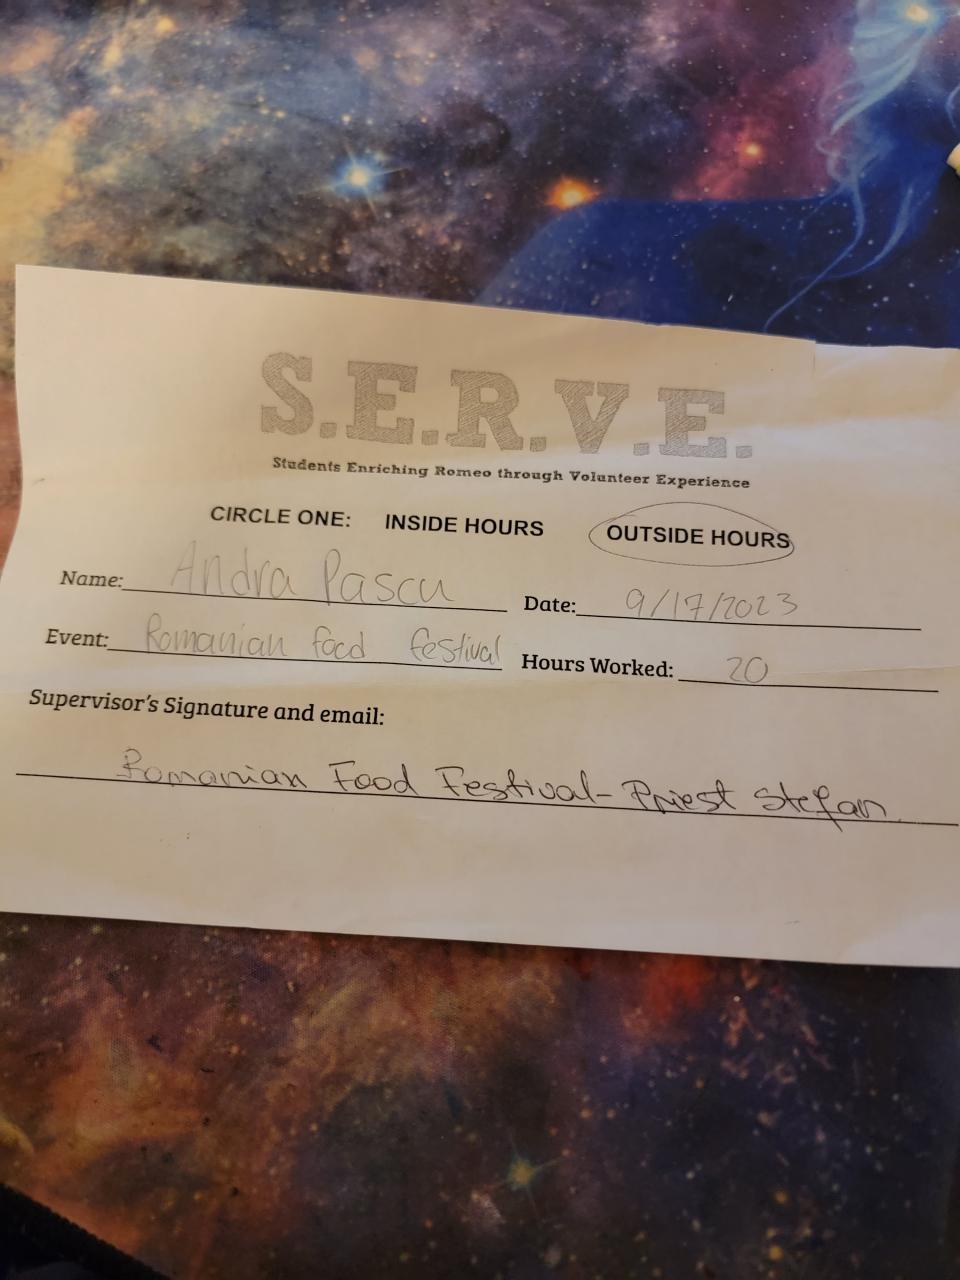 S.E.R.V.E.
Students Enriching Romeo through Volunteer Experience
CIRCLE ONE: INSIDE HOURS OUTSIDE HOURS
Name: Andra Pascu Date: 9/17/2023
Event: Romanian food festival Hours Worked: 20
Supervisor's Signature and email:
Romanian Food Festival- Priest Stefan